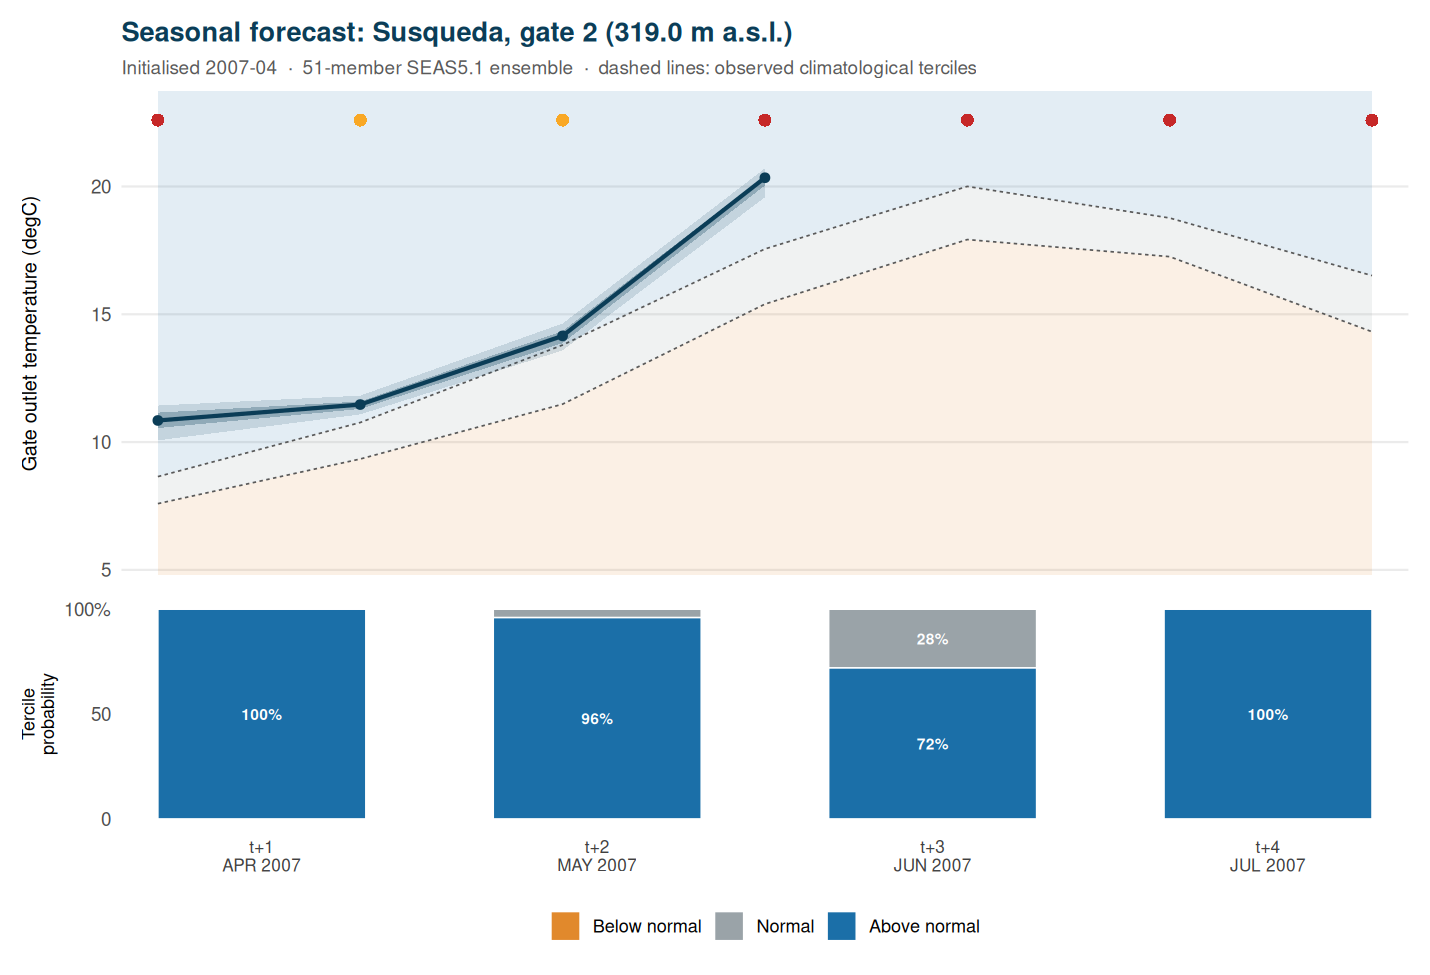 Seasonal forecast: Susqueda, gate 2 (319.0 m a.s.l.)
Initialised 2007-04 · 51-member SEAS5.1 ensemble · dashed lines: observed climatological terciles
Gate outlet temperature (degC)
20
15
10
5
Tercile
probability
100%
50
0
100%
96%
28%
72%
100%
t+1
APR 2007
t+2
MAY 2007
t+3
JUN 2007
t+4
JUL 2007
Below normal
Normal
Above normal